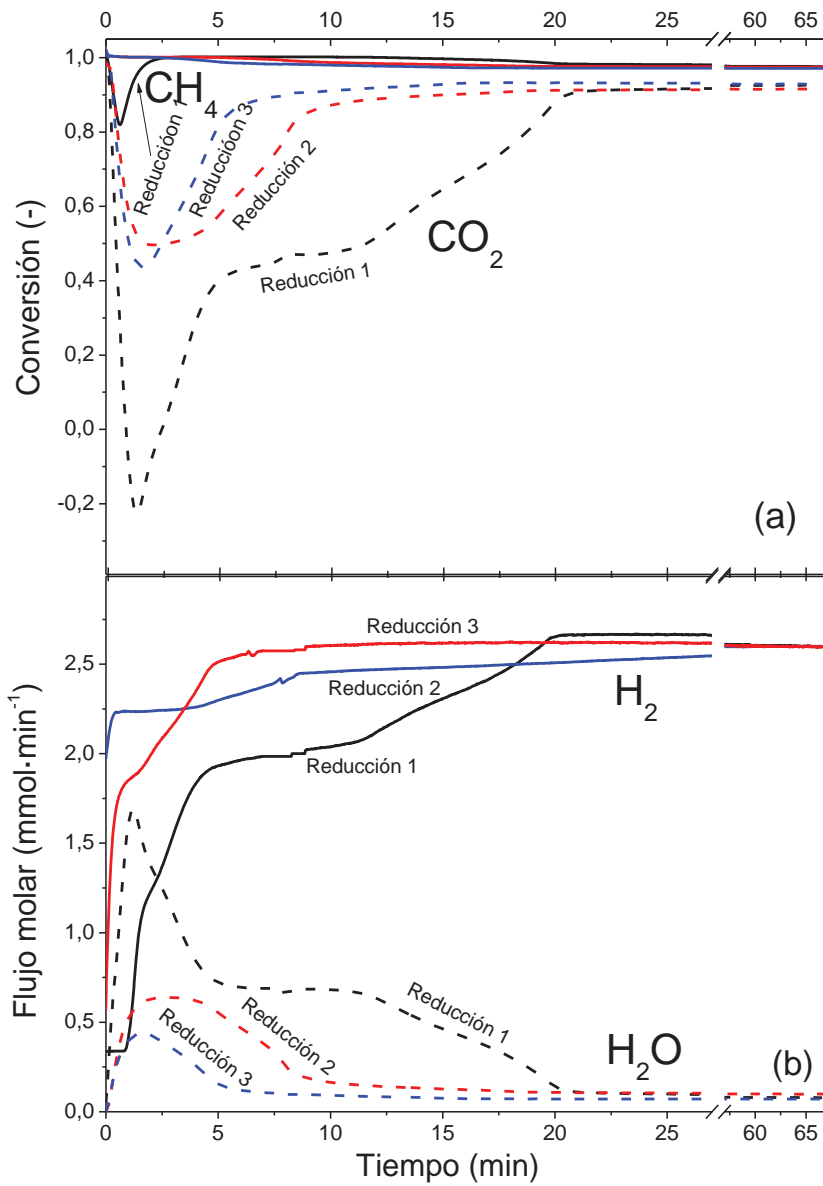 0 5 10 15 20 25 60 65
1,0
0,8
0,6
0,4
0,2
0,0
-0,2
Conversión (-)
CH4
Reduccióon 1
Reduccióon 3
Reducción 2
CO2
Reducción 1
(a)
2,5
2,0
1,5
1,0
0,5
0,0
Flujo molar (mmol·min-1)
Reducción 3
Reducción 2
H2
Reducción 1
Reducción 1
Reducción 2
Reducción 3
H2O
(b)
0 5 10 15 20 25 60 65
Tiempo (min)